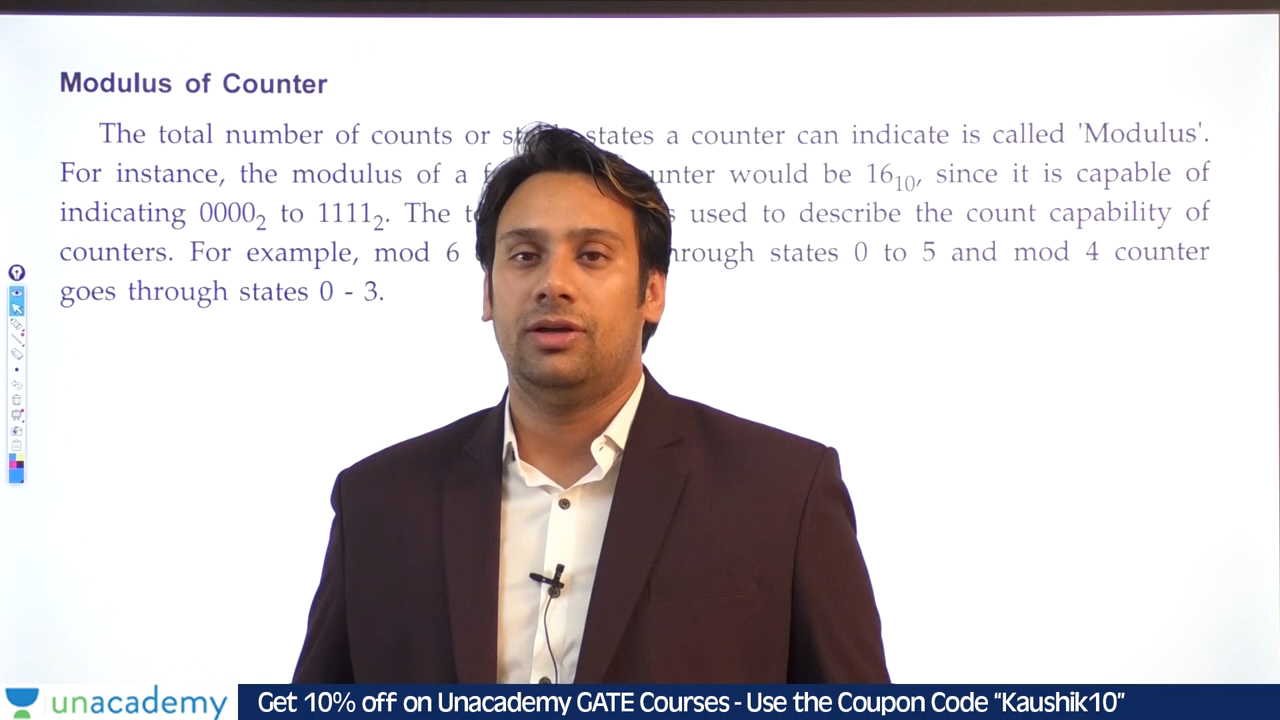 Modulus of Counter
The total number of counts or states a counter can indicate is called 'Modulus'.
For instance, the modulus of a would be 16₁₀, since it is capable of
indicating 0000₂ to 1111₂. The used to describe the count capability of
counters. For example, mod 6 through states 0 to 5 and mod 4 counter
goes through states 0 - 3.
unacademy
Get 10% off on Unacademy GATE Courses - Use the Coupon Code “Kaushik10”